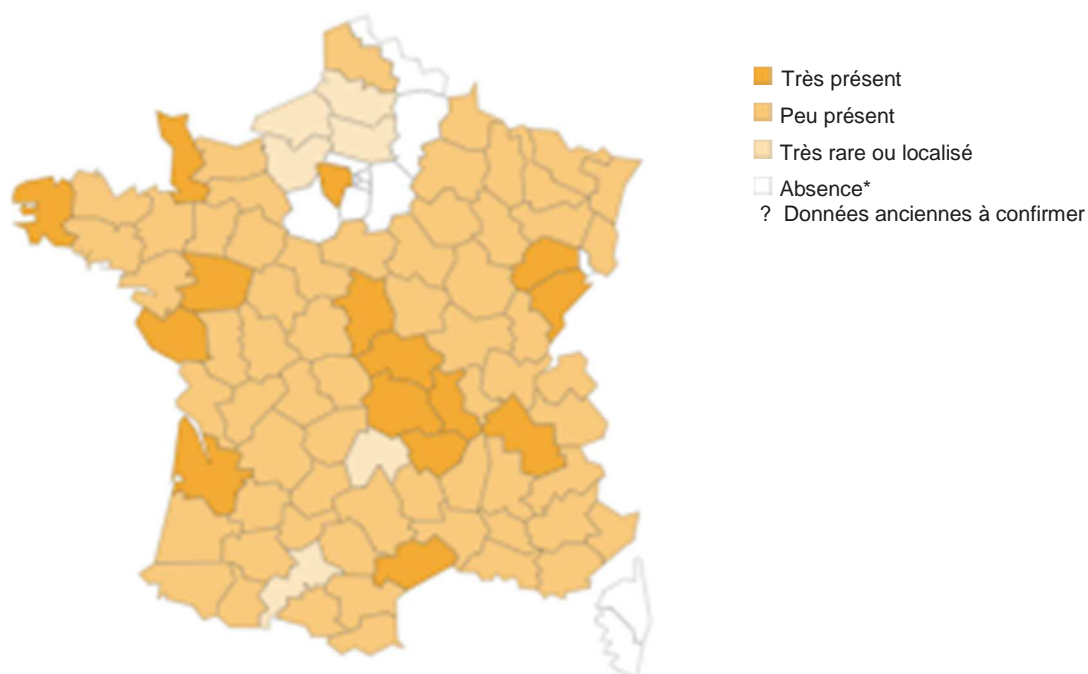 Très présent
Peu présent
Très rare ou localisé
Absence*
? Données anciennes à confirmer